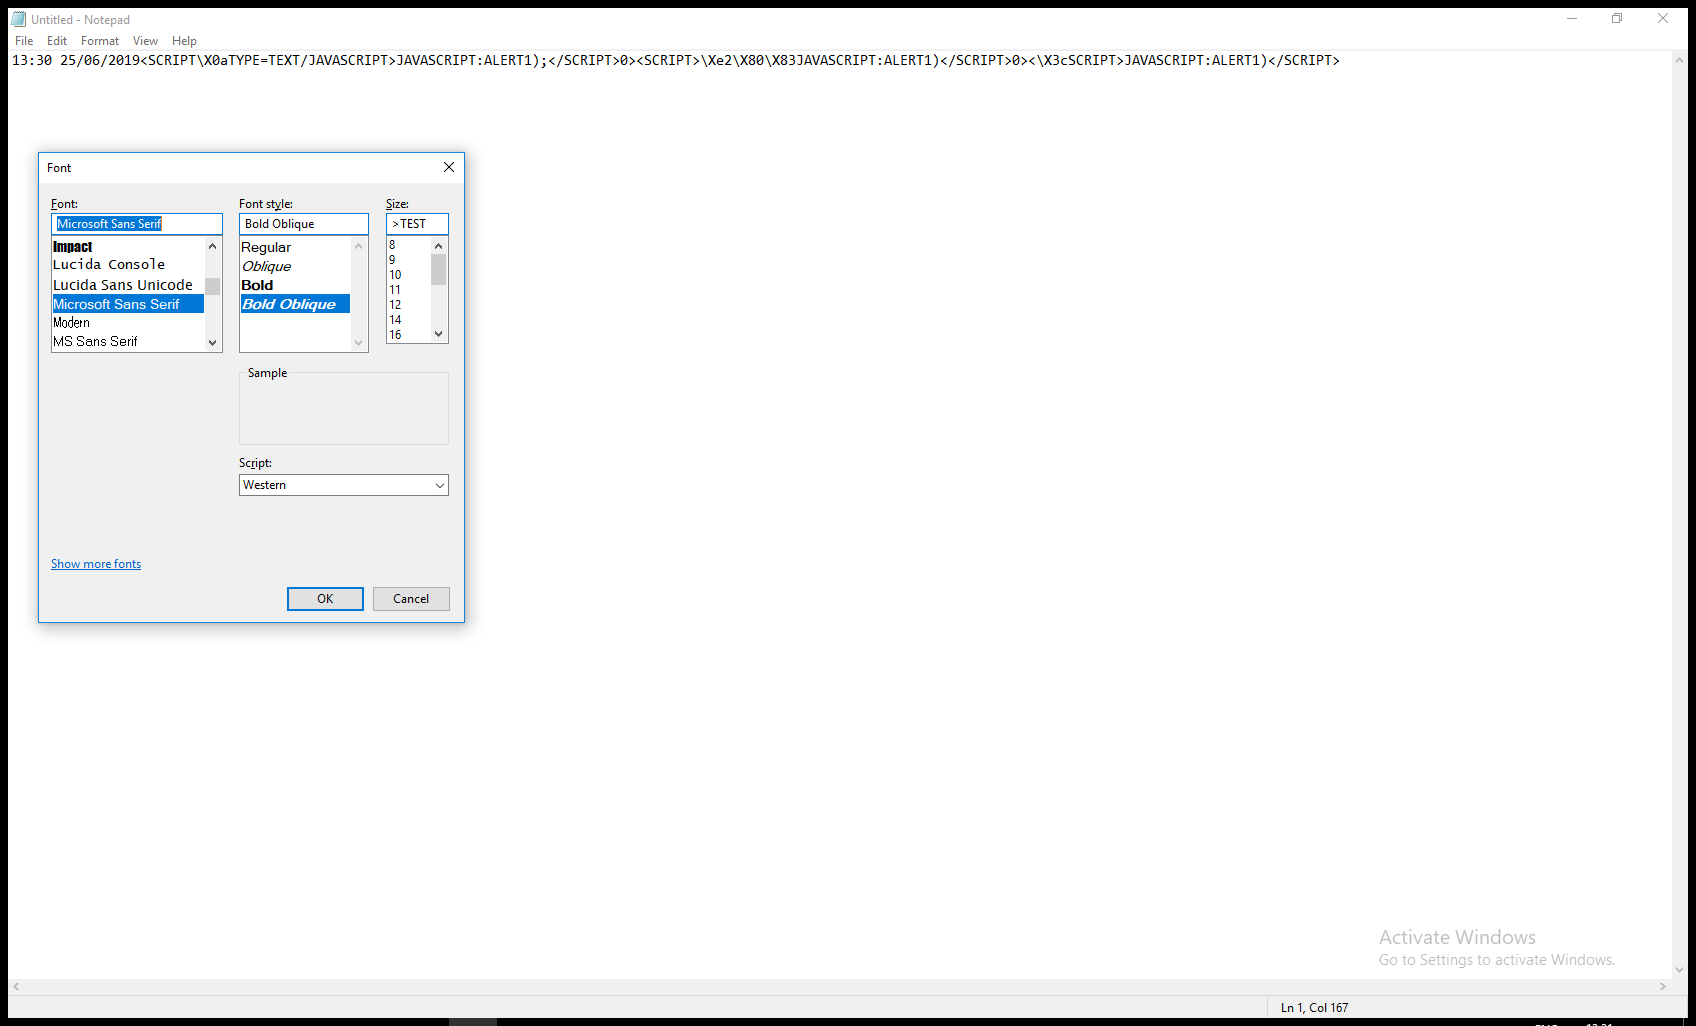 Untitled - Notepad
File Edit Format View Help
13:30 25/06/2019<SCRIPT\X0aTYPE=TEXT/JAVASCRIPT>JAVASCRIPT:ALERT1);</SCRIPT>0><SCRIPT>\Xe2\X80\X83JAVASCRIPT:ALERT1)</SCRIPT>0><\X3cSCRIPT>JAVASCRIPT:ALERT1)</SCRIPT>
Font
Font: Font style: Size:
Microsoft Sans Serif Bold Oblique >TEST
Impact Regular 8
Lucida Console Oblique 9
Lucida Sans Unicode Bold 10
Microsoft Sans Serif Bold Oblique 11
Modern 12
MS Sans Serif 14
16
Sample
Script:
Western
Show more fonts
OK Cancel
Activate Windows
Go to Settings to activate Windows.
Ln 1, Col 167